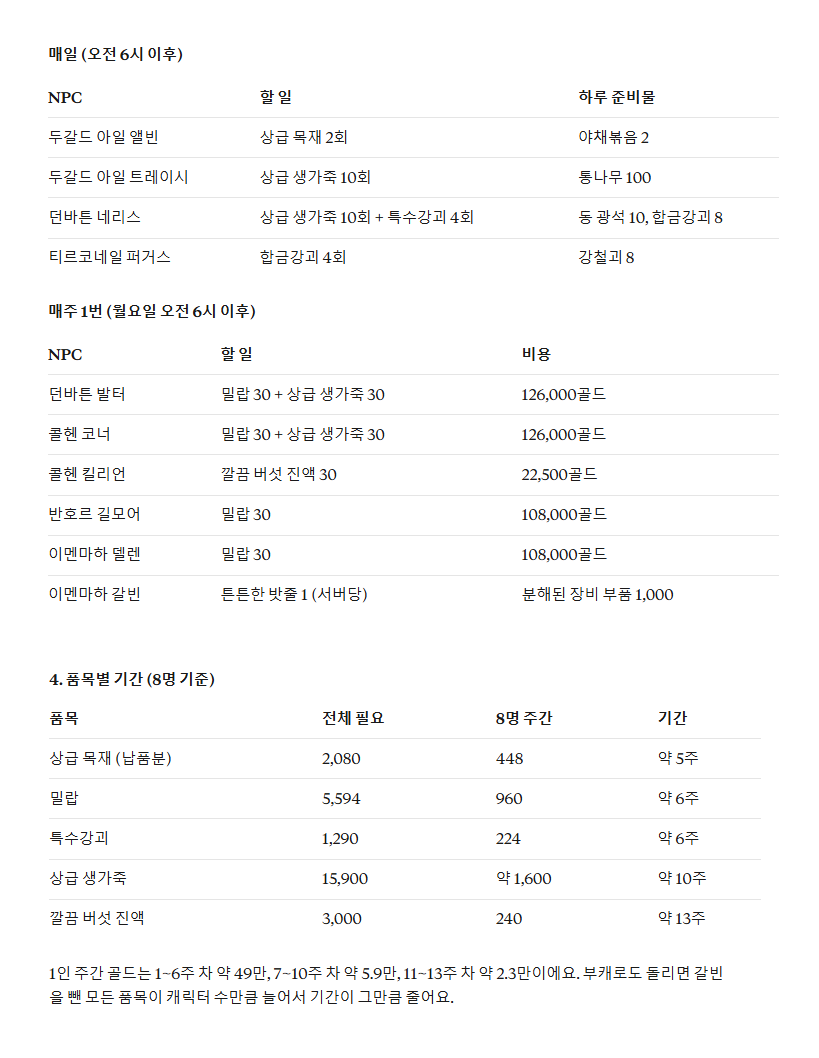 매일 (오전 6시 이후)
NPC 할 일 하루 준비물
두갈드 아일 앨빈 상급 목재 2회 야채볶음 2
두갈드 아일 트레이시 상급 생가죽 10회 통나무 100
던바튼 네리스 상급 생가죽 10회 + 특수강괴 4회 동 광석 10, 합금강괴 8
티르코네일 퍼거스 합금강괴 4회 강철괴 8
매주 1번 (월요일 오전 6시 이후)
NPC 할 일 비용
던바튼 발터 밀랍 30 + 상급 생가죽 30 126,000골드
콜헨 코너 밀랍 30 + 상급 생가죽 30 126,000골드
콜헨 킬리언 깔끔 버섯 진액 30 22,500골드
반호르 길모어 밀랍 30 108,000골드
이멘마하 델렌 밀랍 30 108,000골드
이멘마하 갈빈 튼튼한 밧줄 1 (서버당) 분해된 장비 부품 1,000
4. 품목별 기간 (8명 기준)
품목 전체 필요 8명 주간 기간
상급 목재 (납품분) 2,080 448 약 5주
밀랍 5,594 960 약 6주
특수강괴 1,290 224 약 6주
상급 생가죽 15,900 약 1,600 약 10주
깔끔 버섯 진액 3,000 240 약 13주
1인 주간 골드는 1~6주 차 약 49만, 7~10주 차 약 5.9만, 11~13주 차 약 2.3만이에요. 부캐로도 돌리면 갈빈
을 뺀 모든 품목이 캐릭터 수만큼 늘어서 기간이 그만큼 줄어요.